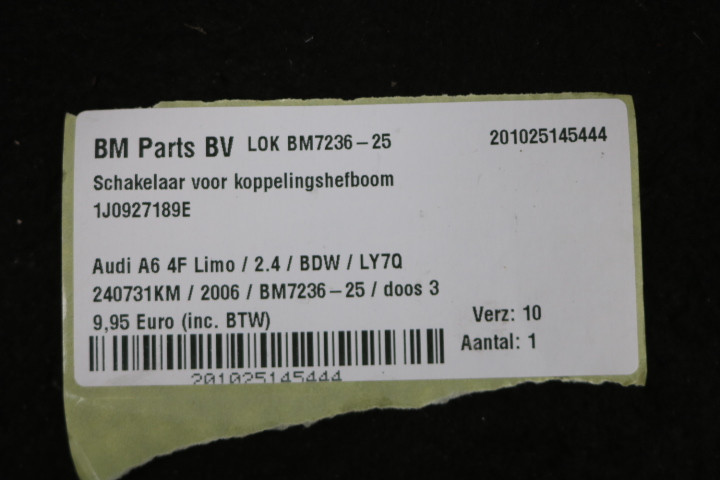 BM Parts BV LOK BM7236-25 201025145444
Schakelaar voor koppelingshefboom
1J0927189E
Audi A6 4F Limo / 2.4 / BDW / LY7Q
240731KM / 2006 / BM7236-25 / doos 3
9,95 Euro (inc. BTW) Verz: 10
Aantal: 1
201025145444